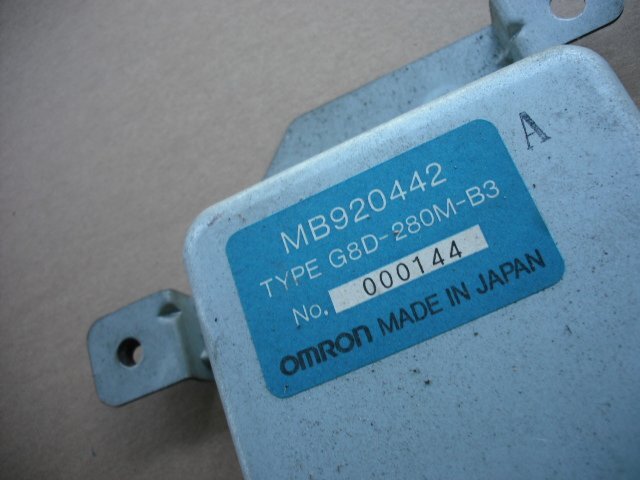 A
MB920442
TYPE G8D-280M-B3
No. 000144
OMRON MADE IN JAPAN